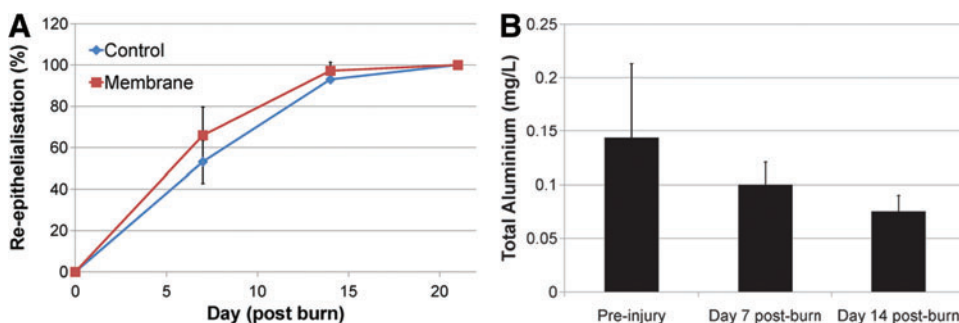 A
Re-epithelialisation (%)
120
100
80
60
40
20
0
Control
Membrane
0 5 10 15 20
Day (post burn)
B
Total Aluminium (mg/L)
0.25
0.2
0.15
0.1
0.05
0
Pre-injury Day 7 post-burn Day 14 post-burn